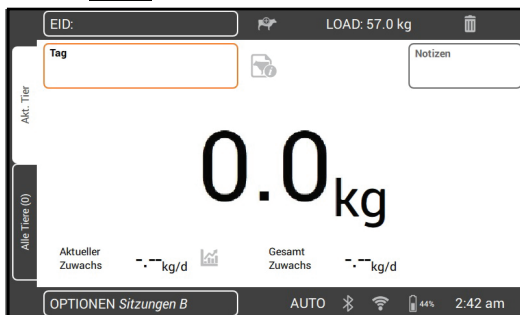 EID:
LOAD: 57.0 kg
Tag
Notizen
Akt. Tier
0.0kg
Alle Tiere (0)
Aktueller
Zuwachs
-.--kg/d
Gesamt
Zuwachs
-.--kg/d
OPTIONEN Sitzungen B
AUTO
44%
2:42 am